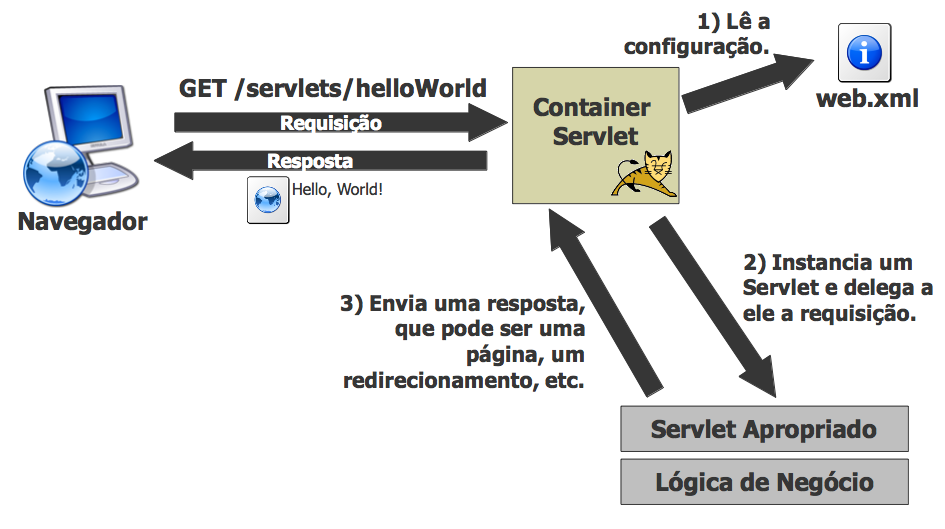 1) Lê a
configuração.
web.xml
GET /servlets/helloWorld
Requisição
Resposta
Hello, World!
Navegador
Container
Servlet
2) Instancia um
Servlet e delega a
ele a requisição.
3) Envia uma resposta,
que pode ser uma
página, um
redirecionamento, etc.
Servlet Apropriado
Lógica de Negócio